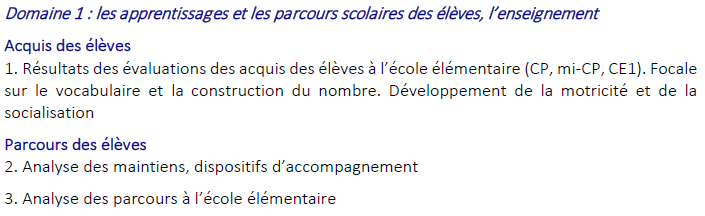 Domaine 1 : les apprentissages et les parcours scolaires des élèves, l’enseignement
Acquis des élèves
1. Résultats des évaluations des acquis des élèves à l’école élémentaire (CP, mi-CP, CE1). Focale
sur le vocabulaire et la construction du nombre. Développement de la motricité et de la
socialisation
Parcours des élèves
2. Analyse des maintiens, dispositifs d’accompagnement
3. Analyse des parcours à l’école élémentaire